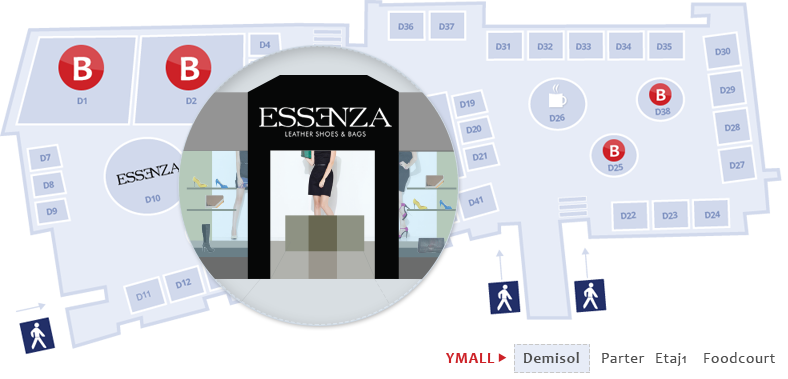 D36 D37
D4
D31 D32 D33 D34 D35
D30
B B
D1 D2
D29
B
D38
D26
D19
D20
D21
D28
D27
B
D25
ESSENZA
LEATHER SHOES & BAGS
D7
D8
D9
ESSENZA
D10
D41
D22 D23 D24
D11 D12
YMALL Demisol Parter Etaj1 Foodcourt